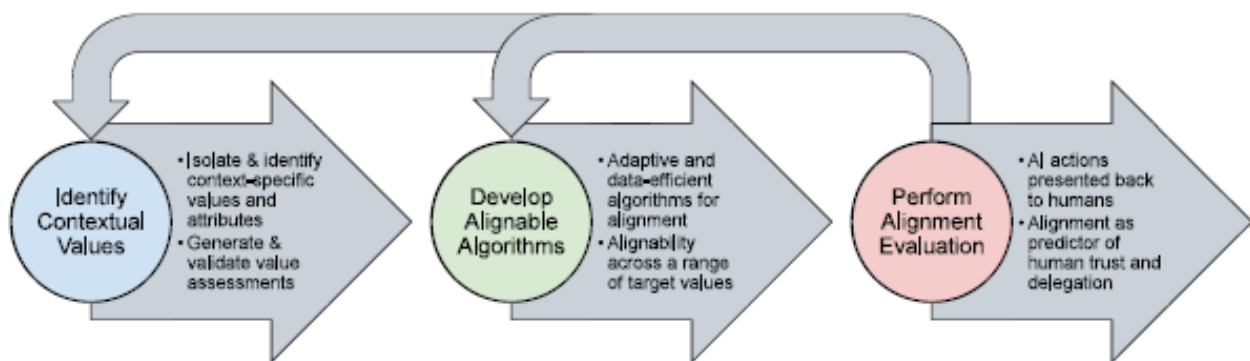 Identify
Contextual
Values
• Isolate & identify
context-specific
values and
attributes
• Generate &
validate value
assessments
Develop
Alignable
Algorithms
• Adaptive and
data-efficient
algorithms for
alignment
• Alignability
across a range
of target values
Perform
Alignment
Evaluation
• AI actions
presented back
to humans
• Alignment as
predictor of
human trust and
delegation